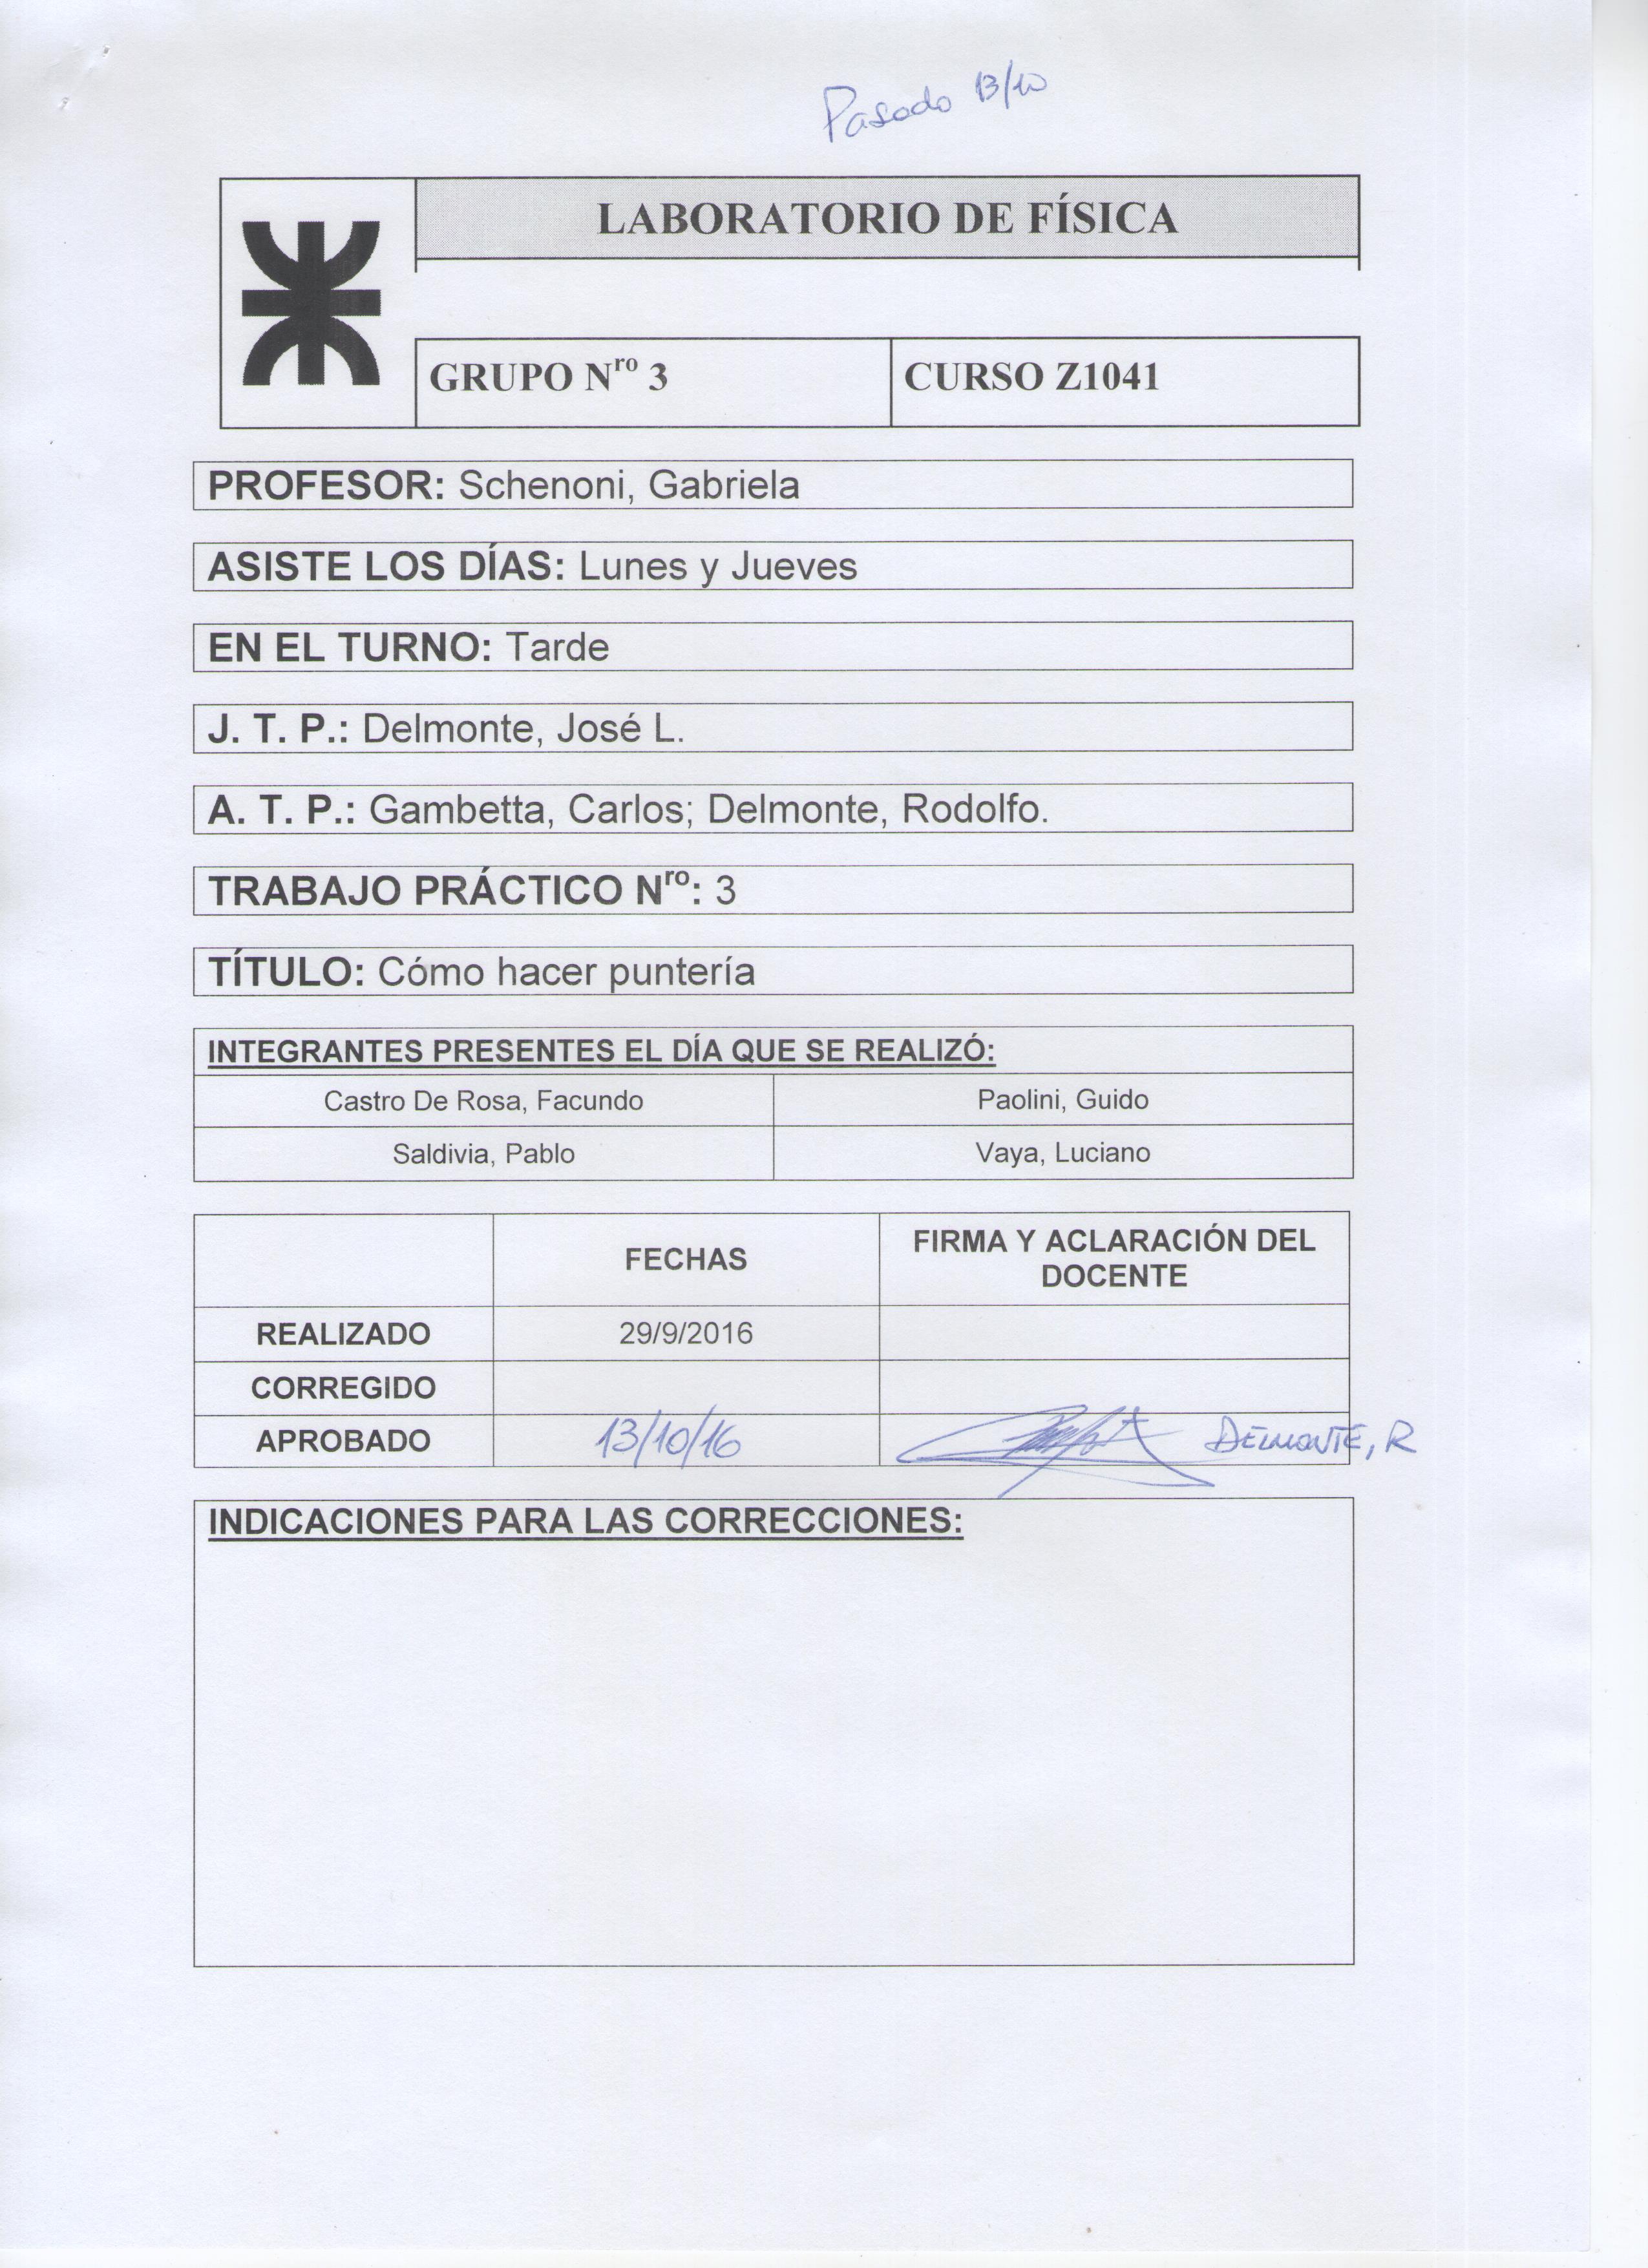 Pasado 13/10
LABORATORIO DE FÍSICA
GRUPO Nro 3
CURSO Z1041
PROFESOR: Schenoni, Gabriela
ASISTE LOS DÍAS: Lunes y Jueves
EN EL TURNO: Tarde
J. T. P.: Delmonte, José L.
A. T. P.: Gambetta, Carlos; Delmonte, Rodolfo.
TRABAJO PRÁCTICO Nro: 3
TÍTULO: Cómo hacer puntería
INTEGRANTES PRESENTES EL DÍA QUE SE REALIZÓ:
Castro De Rosa, Facundo
Paolini, Guido
Saldivia, Pablo
Vaya, Luciano
FECHAS
FIRMA Y ACLARACIÓN DEL
DOCENTE
REALIZADO
29/9/2016
CORREGIDO
APROBADO
13/10/16
DELMONTE, R
INDICACIONES PARA LAS CORRECCIONES: